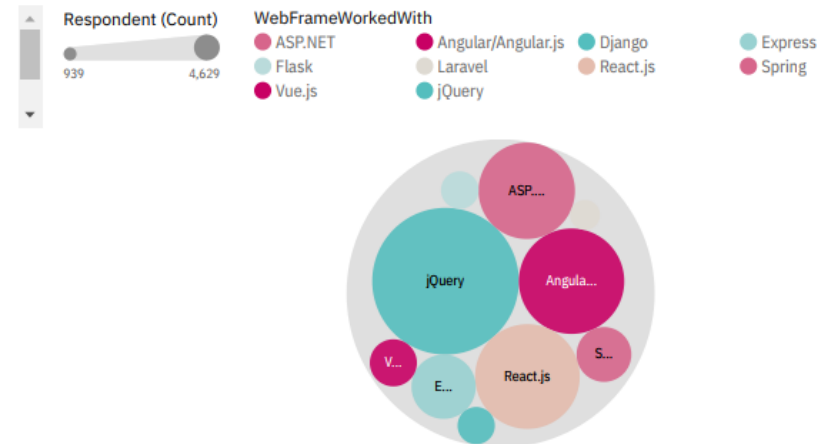 Respondent (Count)
939 4,629
WebFrameWorkedWith
ASP.NET Angular/Angular.js Django Express
Flask Laravel React.js Spring
Vue.js jQuery
ASP....
jQuery
Angula...
V...
E...
React.js
S...